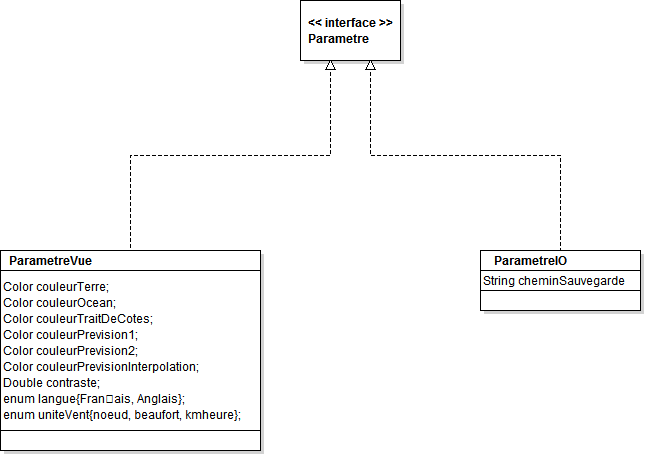 << interface >>
Parametre
ParametreVue
Color couleurTerre;
Color couleurOcean;
Color couleurTraitDeCotes;
Color couleurPrevision1;
Color couleurPrevision2;
Color couleurPrevisionInterpolation;
Double contraste;
enum langue{Fran□ais, Anglais};
enum uniteVent{noeud, beaufort, kmheure};
ParametreIO
String cheminSauvegarde